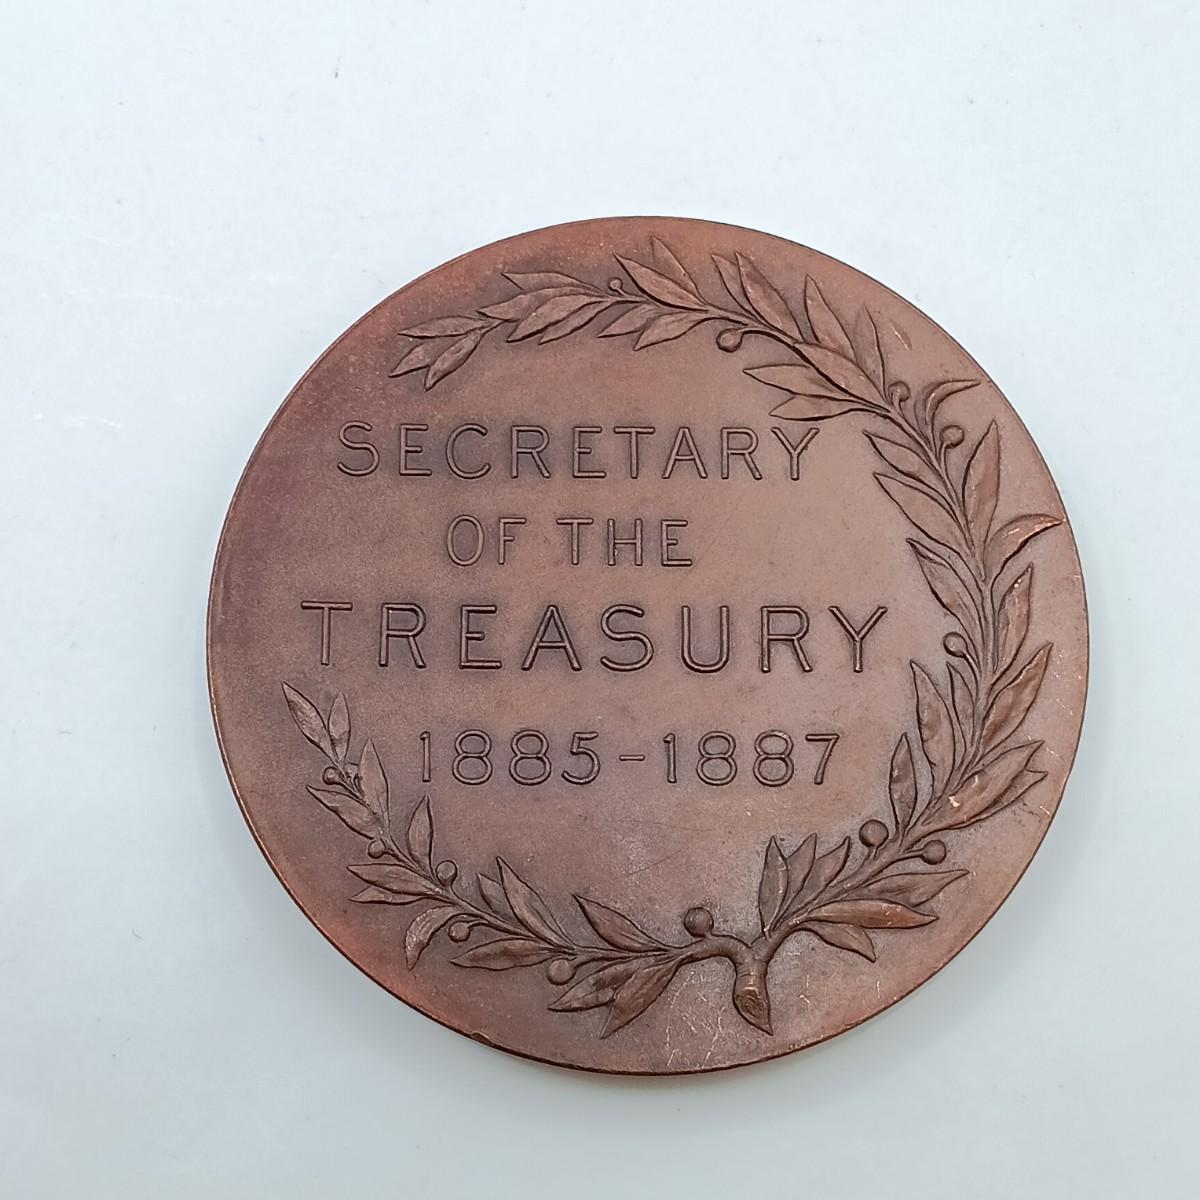 SECRETARY
OF THE
TREASURY
1885-1887